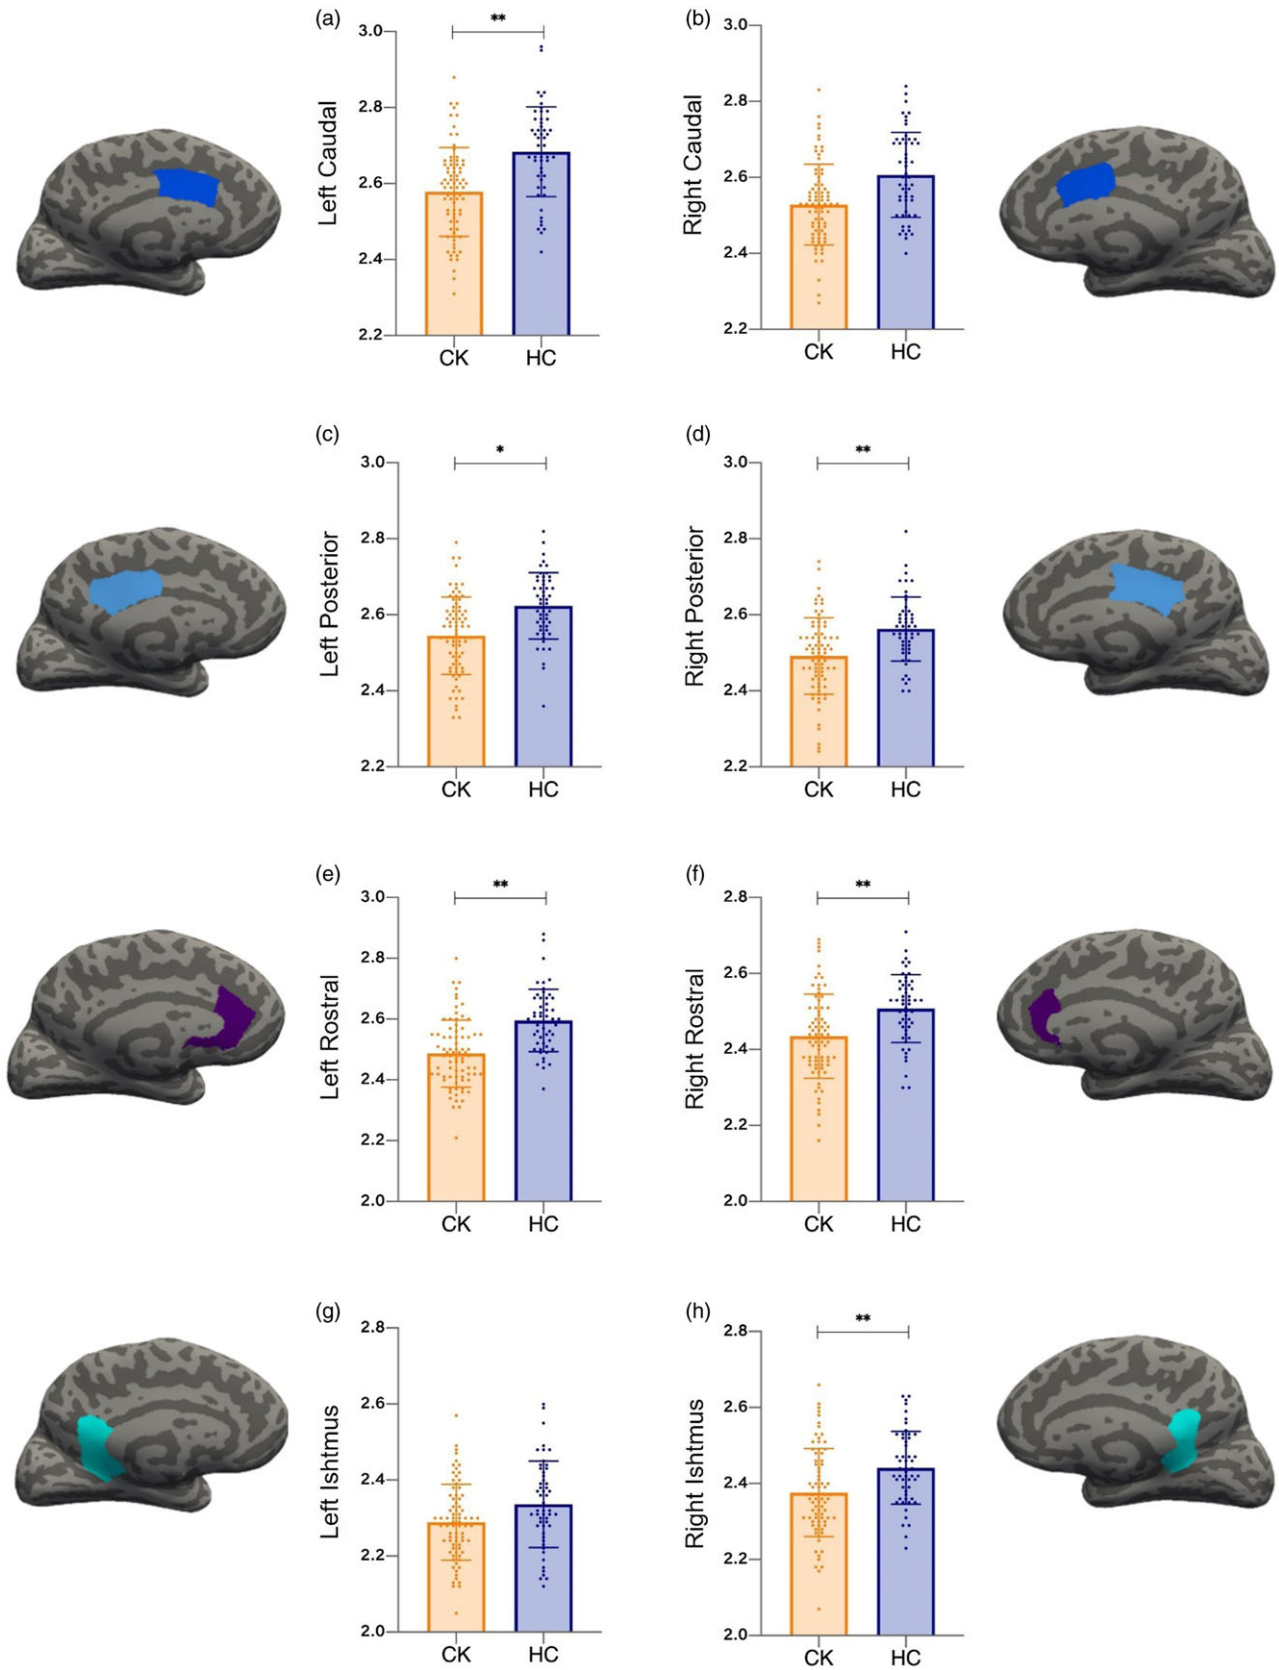 (a)
**
3.0
2.8
2.6
2.4
2.2
Left Caudal
CK HC
(b)
3.0
2.8
2.6
2.4
2.2
Right Caudal
CK HC
(c)
*
3.0
2.8
2.6
2.4
2.2
Left Posterior
CK HC
(d)
**
3.0
2.8
2.6
2.4
2.2
Right Posterior
CK HC
(e)
**
3.0
2.8
2.6
2.4
2.2
2.0
Left Rostral
CK HC
(f)
**
2.8
2.6
2.4
2.2
2.0
Right Rostral
CK HC
(g)
2.8
2.6
2.4
2.2
2.0
Left Ishtmus
CK HC
(h)
**
2.8
2.6
2.4
2.2
2.0
Right Ishtmus
CK HC